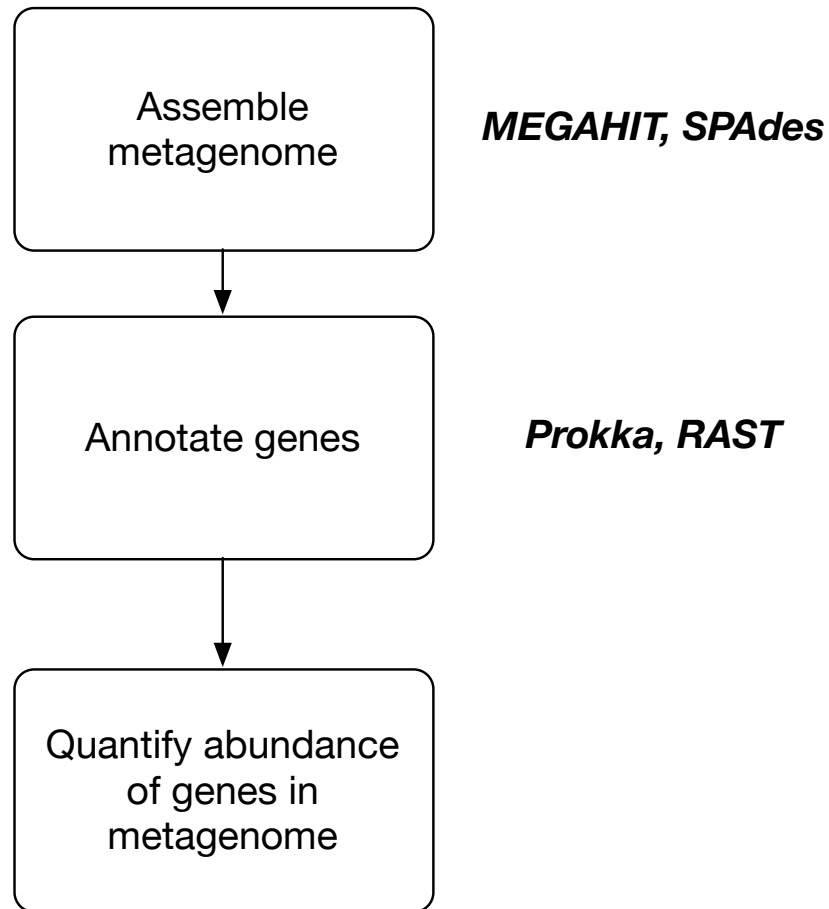 Assemble
metagenome
MEGAHIT, SPAdes
Annotate genes
Prokka, RAST
Quantify abundance
of genes in
metagenome